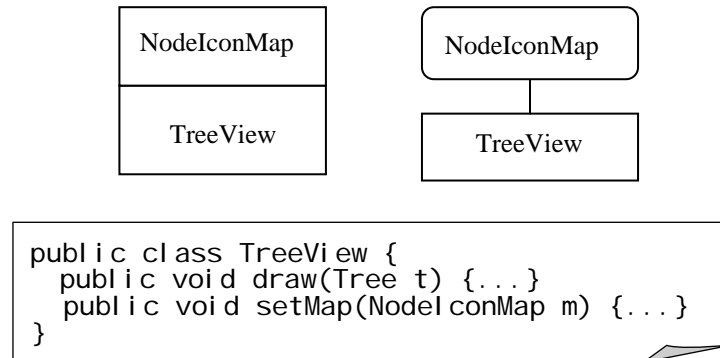 NodeIconMap
NodeIconMap
TreeView
TreeView
public class TreeView {
public void draw(Tree t) {...}
public void setMap(NodeIconMap m) {...}
}